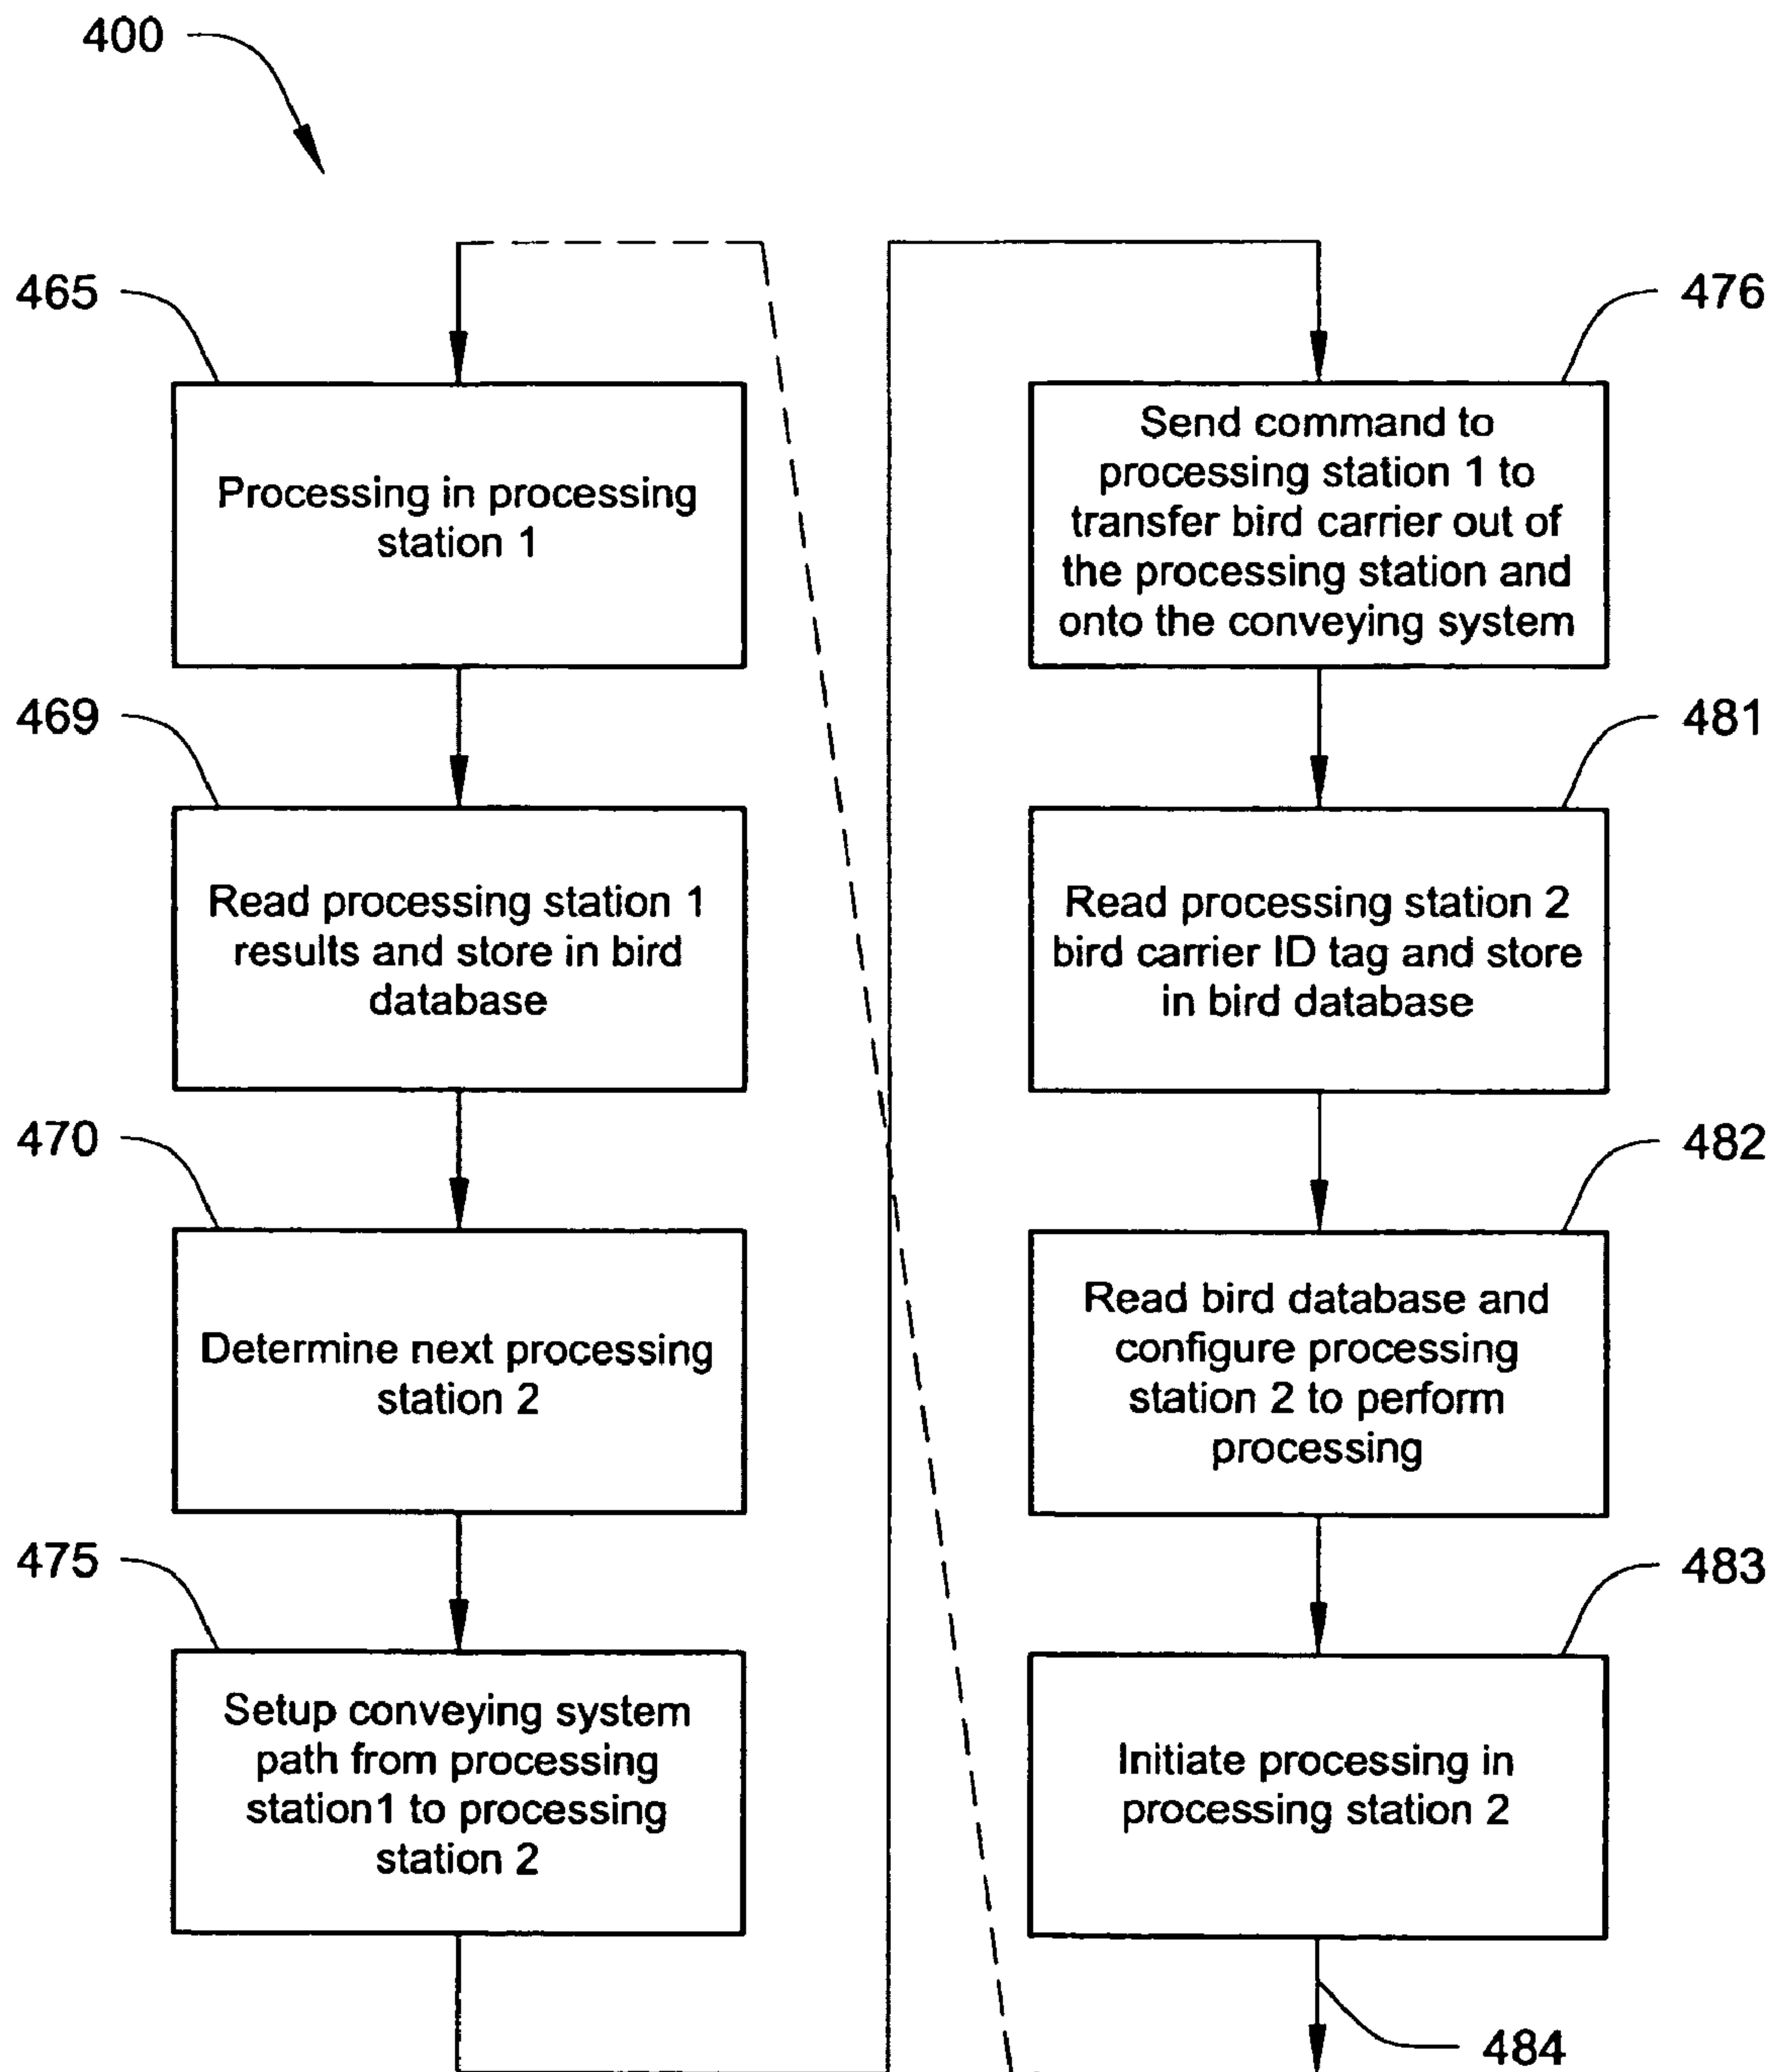 400
465
Processing in processing
station 1
469
Read processing station 1
results and store in bird
database
470
Determine next processing
station 2
475
Setup conveying system
path from processing
station1 to processing
station 2
476
Send command to
processing station 1 to
transfer bird carrier out of
the processing station and
onto the conveying system
481
Read processing station 2
bird carrier ID tag and store
in bird database
482
Read bird database and
configure processing
station 2 to perform
processing
483
Initiate processing in
processing station 2
484